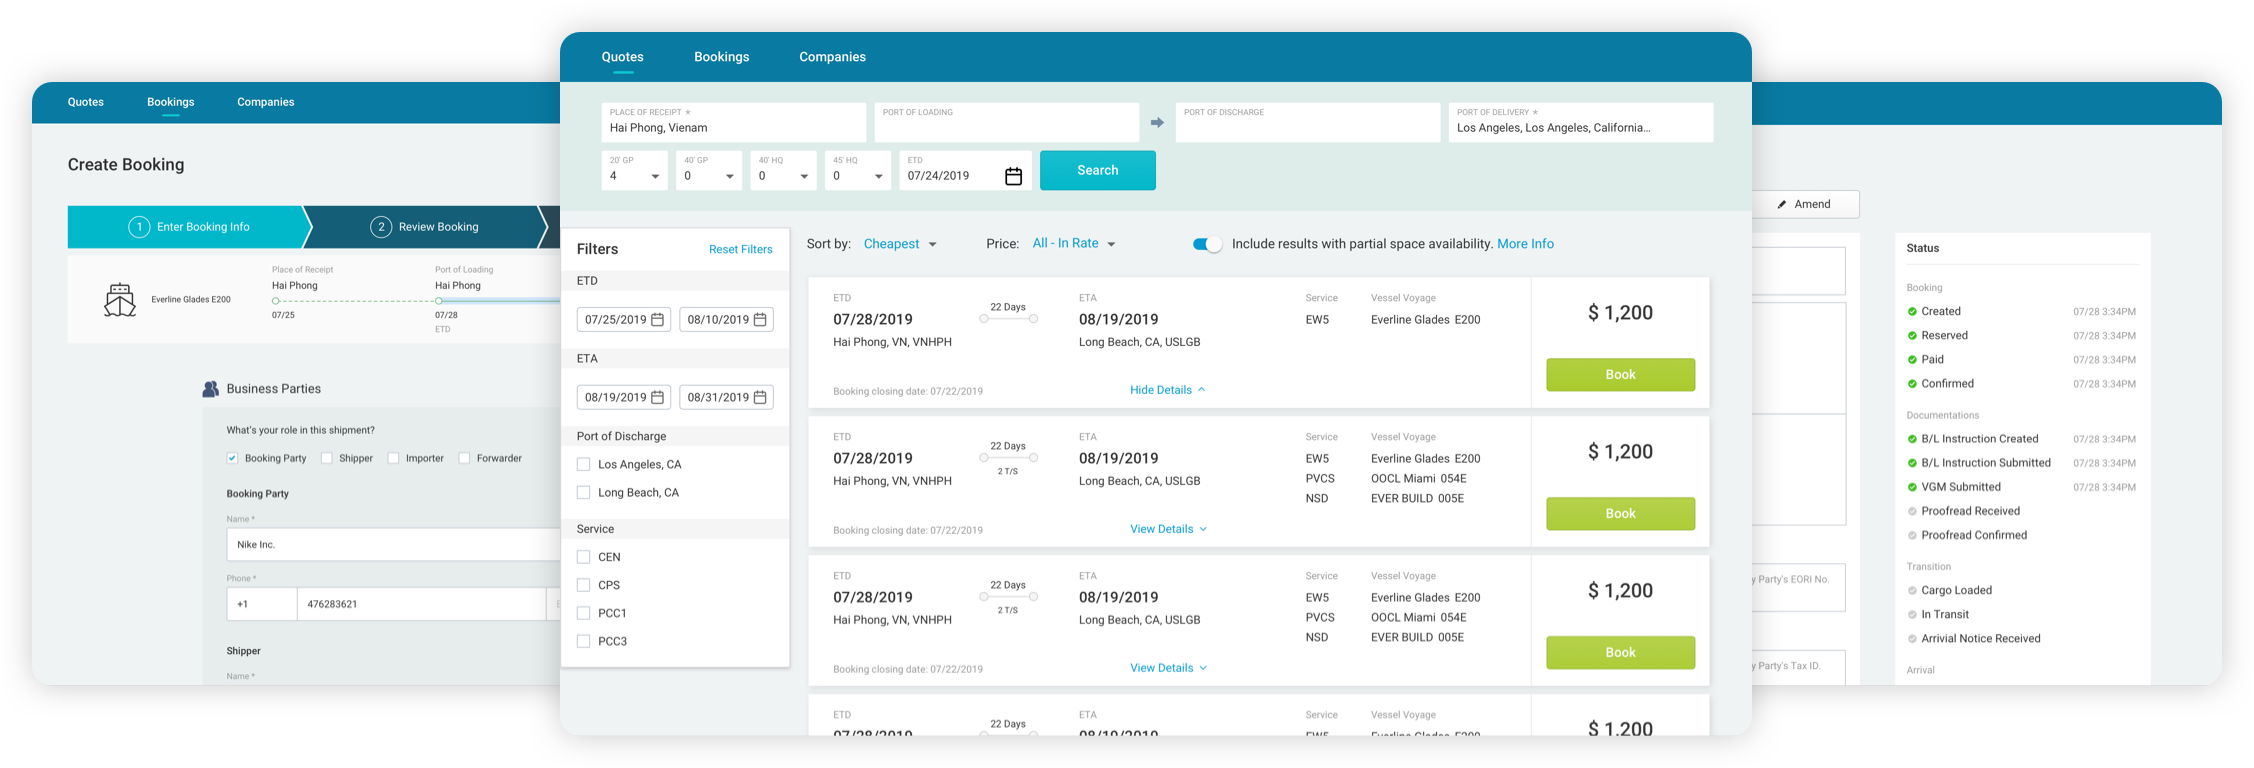 Quotes Bookings Companies
Create Booking
1 Enter Booking Info 2 Review Booking
Everline Glades E200
Place of Receipt
Hai Phong
07/25
Port of Loading
Hai Phong
07/28
ETD
Business Parties
What's your role in this shipment?
Booking Party Shipper Importer Forwarder
Booking Party
Name *
Nike Inc.
Phone *
+1 476283621
Shipper
Name *
Quotes Bookings Companies
PLACE OF RECEIPT *
Hai Phong, Vienam
PORT OF LOADING
PORT OF DISCHARGE
PORT OF DELIVERY *
Los Angeles, Los Angeles, California...
20' GP
4
40' GP
0
40' HQ
0
45' HQ
0
ETD
07/24/2019
Search
Filters Reset Filters
ETD
07/25/2019 08/10/2019
ETA
08/19/2019 08/31/2019
Port of Discharge
Los Angeles, CA
Long Beach, CA
Service
CEN
CPS
PCC1
PCC3
Sort by: Cheapest Price: All - In Rate Include results with partial space availability. More Info
ETD
07/28/2019
Hai Phong, VN, VNHPH
22 Days
ETA
08/19/2019
Long Beach, CA, USLGB
Service Vessel Voyage
EW5 Everline Glades E200
$ 1,200
Book
Booking closing date: 07/22/2019
Hide Details
ETD
07/28/2019
Hai Phong, VN, VNHPH
22 Days
2 T/S
ETA
08/19/2019
Long Beach, CA, USLGB
Service Vessel Voyage
EW5 Everline Glades E200
PVCS OOCL Miami 054E
NSD EVER BUILD 005E
$ 1,200
Book
Booking closing date: 07/22/2019
View Details
ETD
07/28/2019
Hai Phong, VN, VNHPH
22 Days
2 T/S
ETA
08/19/2019
Long Beach, CA, USLGB
Service Vessel Voyage
EW5 Everline Glades E200
PVCS OOCL Miami 054E
NSD EVER BUILD 005E
$ 1,200
Book
Booking closing date: 07/22/2019
View Details
ETD
07/28/2019
22 Days
ETA
08/19/2019
Service Vessel Voyage
EW5 Everline Glades E200
$ 1,200
Amend
y Party's EORI No.
y Party's Tax ID.
Status
Booking
Created 07/28 3:34PM
Reserved 07/28 3:34PM
Paid 07/28 3:34PM
Confirmed 07/28 3:34PM
Documentations
B/L Instruction Created 07/28 3:34PM
B/L Instruction Submitted 07/28 3:34PM
VGM Submitted 07/28 3:34PM
Proofread Received
Proofread Confirmed
Transition
Cargo Loaded
In Transit
Arrivial Notice Received
Arrival